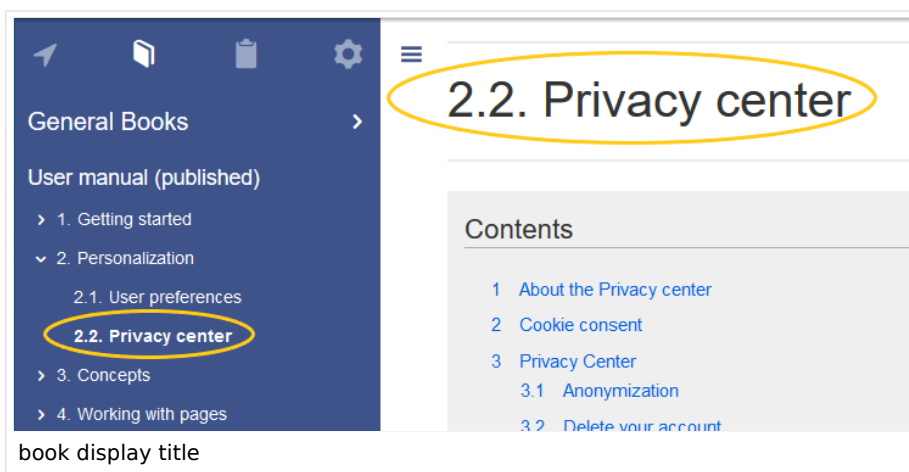 General Books
User manual (published)
1. Getting started
2. Personalization
2.1. User preferences
2.2. Privacy center
3. Concepts
4. Working with pages
2.2. Privacy center
Contents
1 About the Privacy center
2 Cookie consent
3 Privacy Center
3.1 Anonymization
3.2 Delete your account
book display title